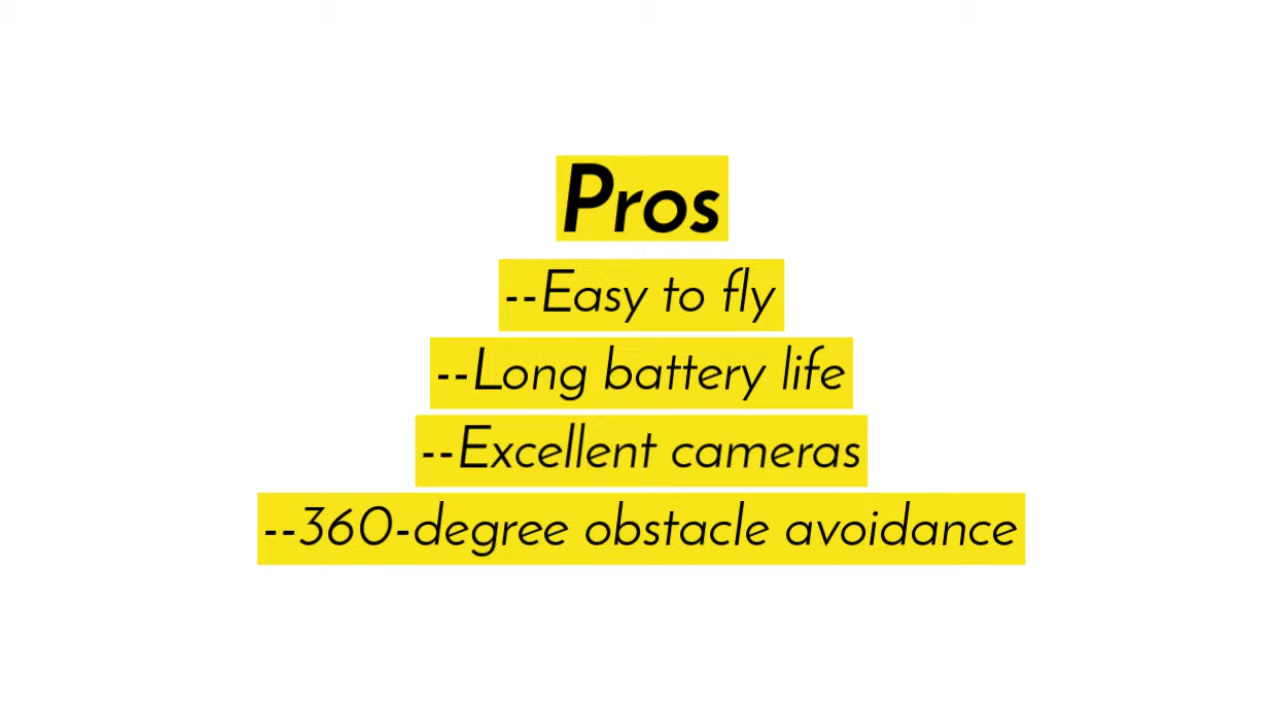 Pros
--Easy to fly
--Long battery life
--Excellent cameras
--360-degree obstacle avoidance